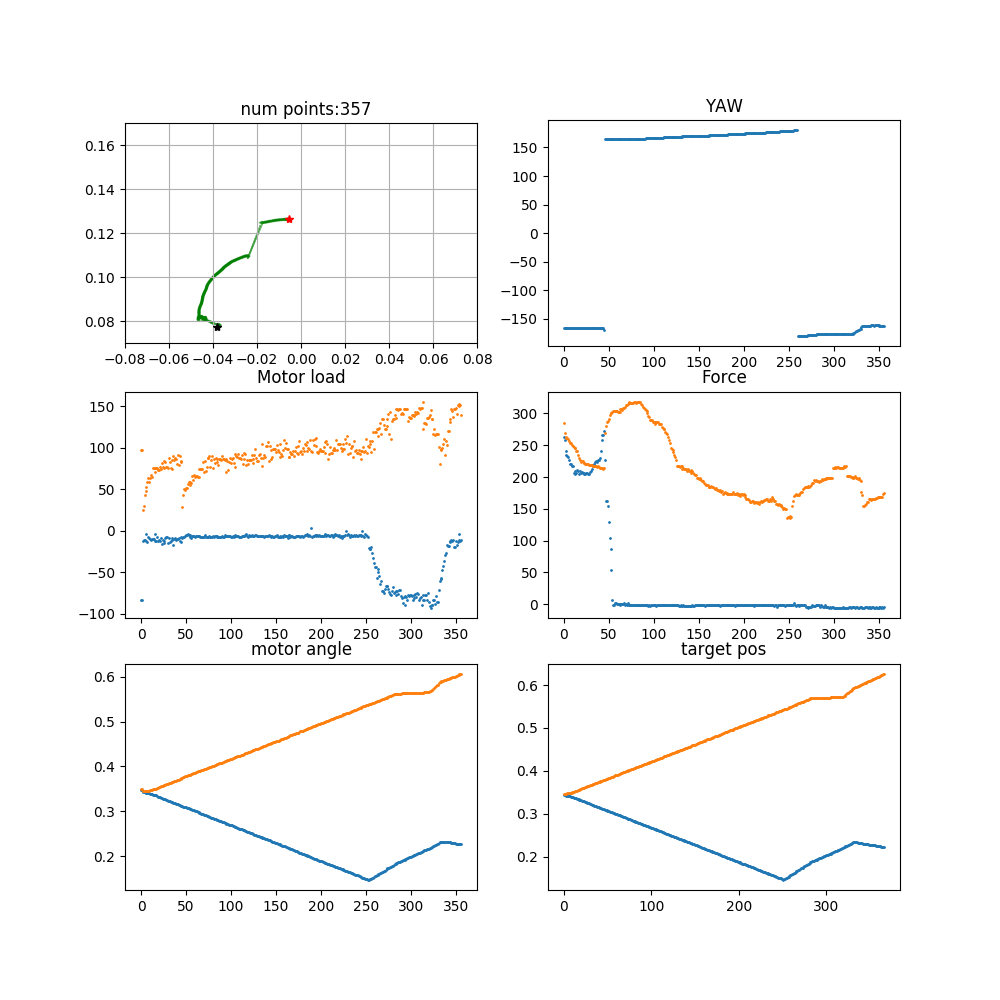 num points:357
0.16
0.14
0.12
0.10
0.08
−0.08 −0.06 −0.04 −0.02 0.00 0.02 0.04 0.06 0.08
YAW
150
100
50
0
−50
−100
−150
0 50 100 150 200 250 300 350
Motor load
150
100
50
0
−50
−100
0 50 100 150 200 250 300 350
Force
300
250
200
150
100
50
0
0 50 100 150 200 250 300 350
motor angle
0.6
0.5
0.4
0.3
0.2
0 50 100 150 200 250 300 350
target pos
0.6
0.5
0.4
0.3
0.2
0 100 200 300